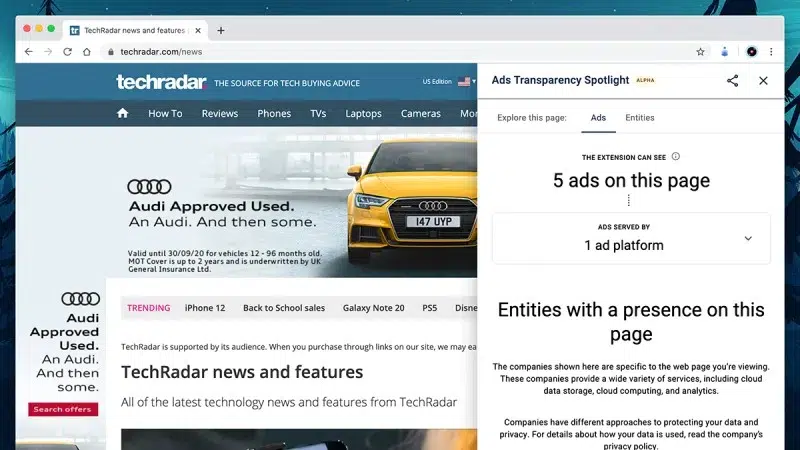 TechRadar news and features
techradar.com/news
techradar
THE SOURCE FOR TECH BUYING ADVICE
US Edition
How To Reviews Phones TVs Laptops Cameras
Audi Approved Used.
An Audi. And then some.
147 UYP
Valid until 30/09/20 for vehicles 12 - 96 months old.
MOT Cover is up to 2 years and is underwritten by UK
General Insurance Ltd.
Audi
Approved
Used.
An Audi.
And then
some.
Search offers
TRENDING iPhone 12 Back to School sales Galaxy Note 20 PS5
TechRadar is supported by its audience. When you purchase through links on our site, we may
TechRadar news and features
All of the latest technology news and features from TechRadar
Ads Transparency Spotlight ALPHA
Explore this page: Ads Entities
THE EXTENSION CAN SEE
5 ads on this page
ADS SERVED BY
1 ad platform
Entities with a presence on this
page
The companies shown here are specific to the web page you're viewing.
These companies provide a wide variety of services, including cloud
data storage, cloud computing, and analytics.
Companies have different approaches to protecting your data and
privacy. For details about how your data is used, read the company's
privacy policy.